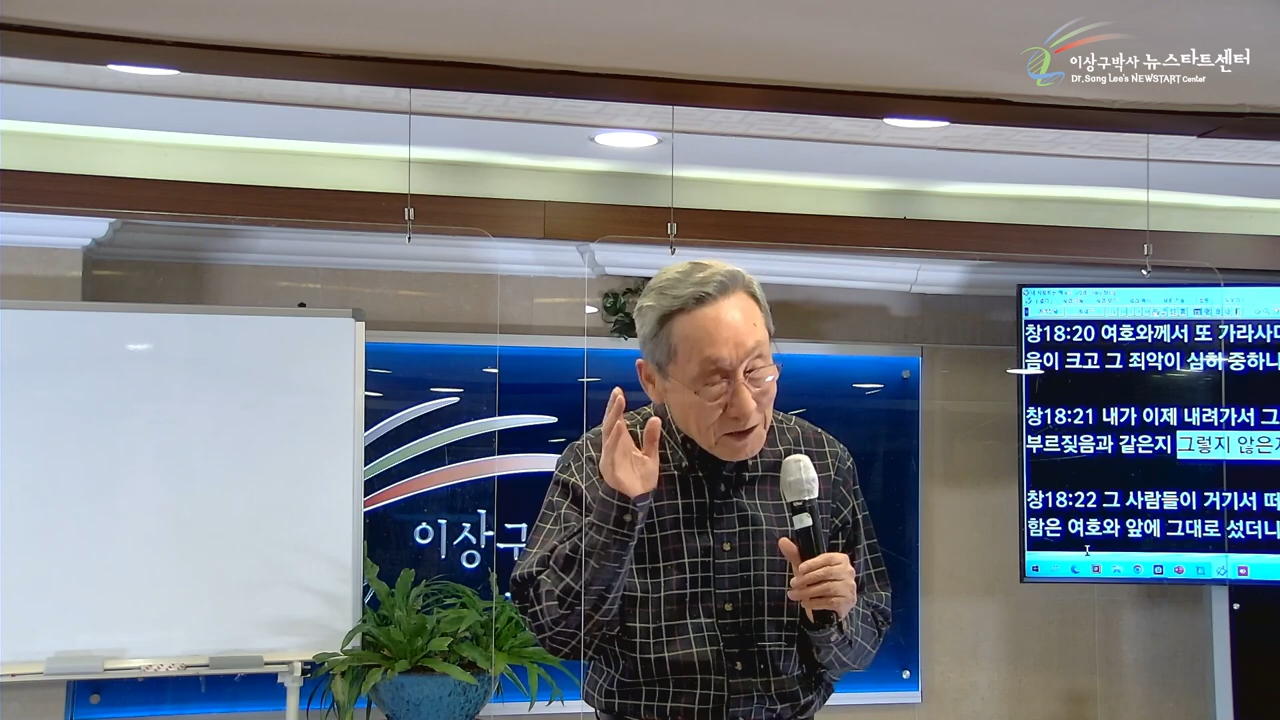 이상구박사 뉴스타트센터
Dr. Sang Lee's NEWSTART Center
창18:20 여호와께서 또 가라사
음이 크고 그 죄악이 심히 중하니
창18:21 내가 이제 내려가서 그
부르짖음과 같은지 그렇지 않은지
창18:22 그 사람들이 거기서 떠
함은 여호와 앞에 그대로 섰더니
이상구